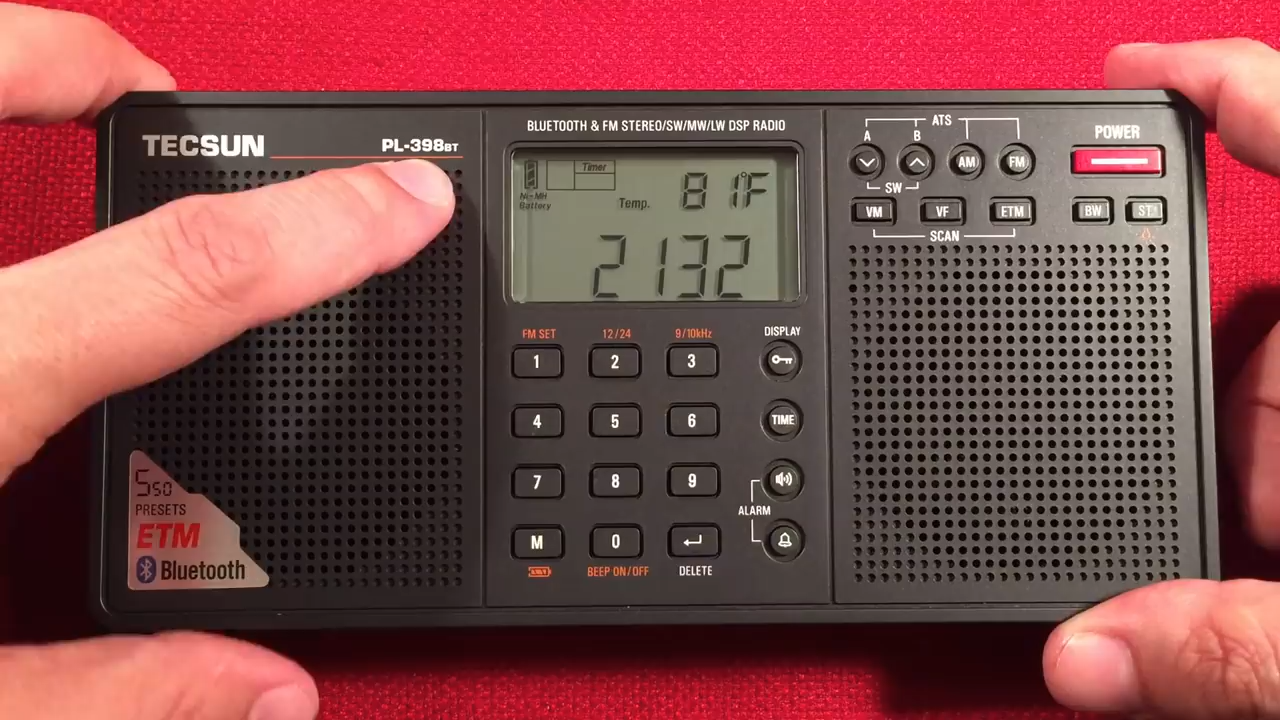 TECSUN
PL-398BT
BLUETOOTH & FM STEREO/SW/MW/LW DSP RADIO
Timer
Ni-MH
Battery
Temp. 81°F
2132
ATS
A B
AM FM
SW
POWER
VM VF ETM
SCAN
BW ST
FM SET 12/24 9/10kHz
DISPLAY
1 2 3
4 5 6
TIME
7 8 9
ALARM
M 0
BEEP ON/OFF
DELETE
550
PRESETS
ETM
Bluetooth